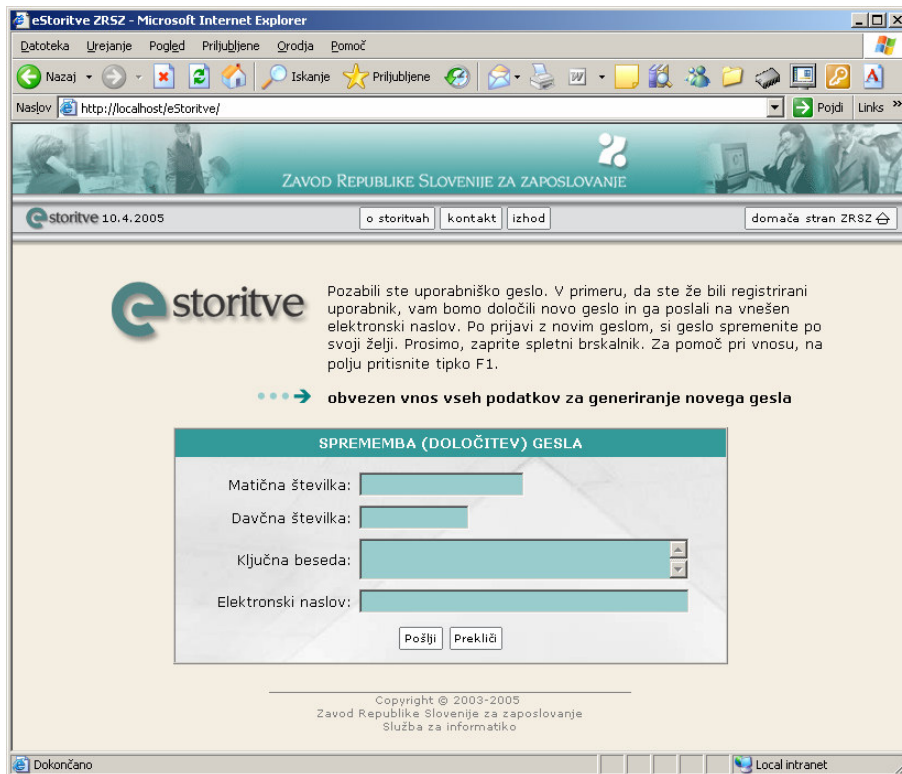 eStoritve ZRSZ - Microsoft Internet Explorer
Datoteka Urejanje Pogled Priljubljene Orodja Pomoč
Nazaj Iskanje Priljubljene
Naslov http://localhost/eStoritve/ Pojdi Links »
ZAVOD REPUBLIKE SLOVENIJE ZA ZAPOSLOVANJE
estoritve 10.4.2005 o storitvah kontakt izhod domača stran ZRSZ
estoritve
Pozabili ste uporabniško geslo. V primeru, da ste že bili registrirani
uporabnik, vam bomo določili novo geslo in ga poslali na vnešen
elektronski naslov. Po prijavi z novim geslom, si geslo spremenite po
svoji želji. Prosimo, zaprite spletni brskalnik. Za pomoč pri vnosu, na
polju pritisnite tipko F1.
obvezen vnos vseh podatkov za generiranje novega gesla
SPREMEMBA (DOLOČITEV) GESLA
Matična številka:
Davčna številka:
Ključna beseda:
Elektronski naslov:
Pošlji Prekliči
Copyright © 2003-2005
Zavod Republike Slovenije za zaposlovanje
Služba za informatiko
Dokončano Local intranet